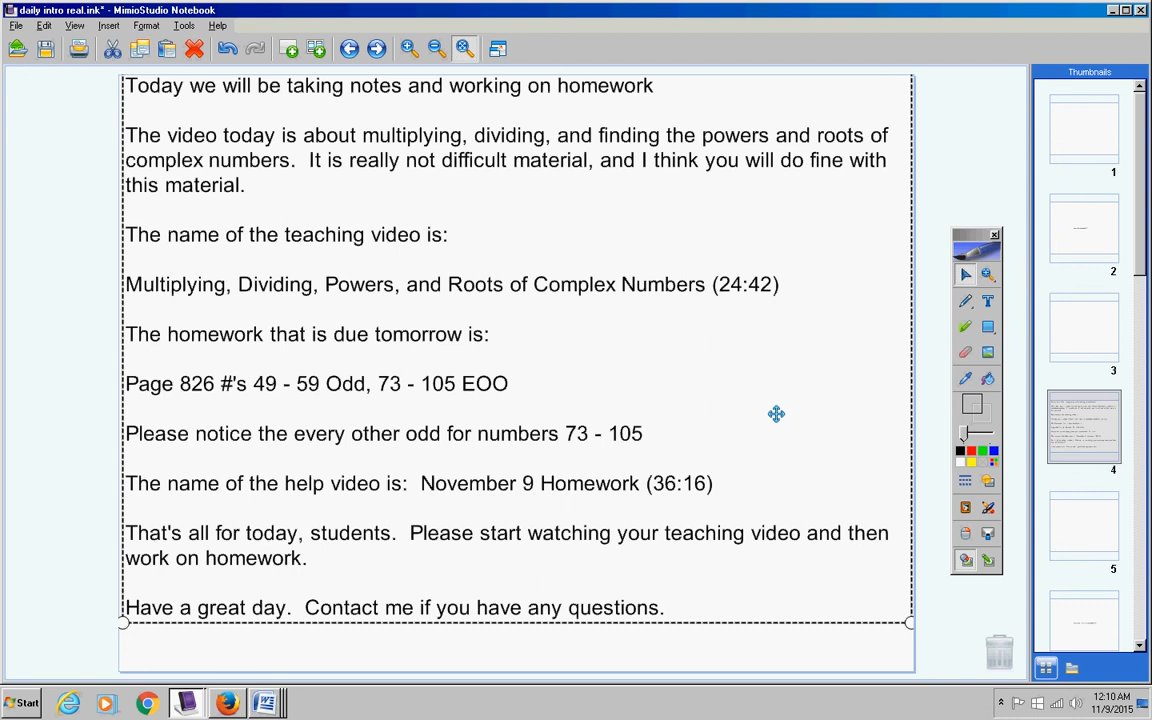 daily intro real.ink* - MimioStudio Notebook
File Edit View Insert Format Tools Help
Today we will be taking notes and working on homework
The video today is about multiplying, dividing, and finding the powers and roots of
complex numbers.  It is really not difficult material, and I think you will do fine with
this material.
The name of the teaching video is:
Multiplying, Dividing, Powers, and Roots of Complex Numbers (24:42)
The homework that is due tomorrow is:
Page 826 #'s 49 - 59 Odd, 73 - 105 EOO
Please notice the every other odd for numbers 73 - 105
The name of the help video is:  November 9 Homework (36:16)
That's all for today, students.  Please start watching your teaching video and then
work on homework.
Have a great day.  Contact me if you have any questions.
Thumbnails
1
2
3
4
5
Start
12:10 AM
11/9/2015